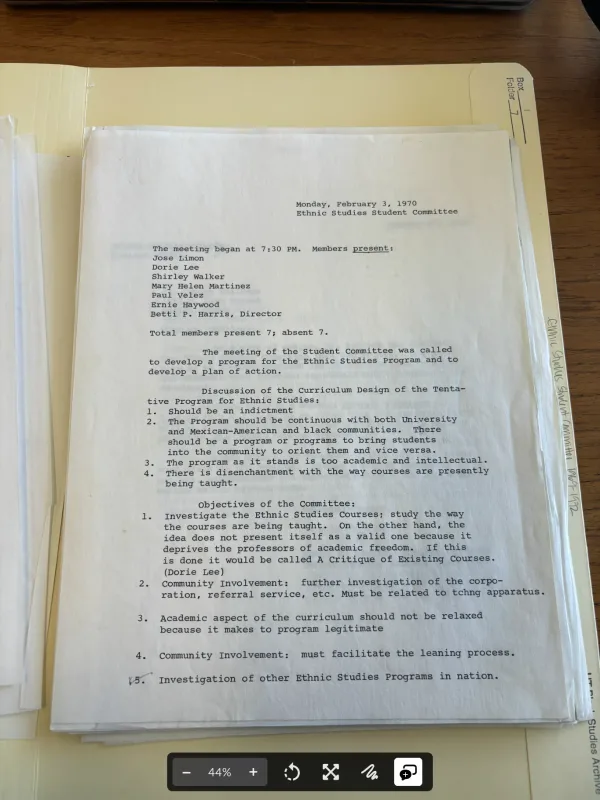 Box 1
Folder 7
Monday, February 3, 1970
Ethnic Studies Student Committee
The meeting began at 7:30 PM. Members present:
Jose Limon
Dorie Lee
Shirley Walker
Mary Helen Martinez
Paul Velez
Ernie Haywood
Betti P. Harris, Director
Total members present 7; absent 7.
The meeting of the Student Committee was called
to develop a program for the Ethnic Studies Program and to
develop a plan of action.
Discussion of the Curriculum Design of the Tenta-
tive Program for Ethnic Studies:
1. Should be an indictment
2. The Program should be continuous with both University
and Mexican-American and black communities. There
should be a program or programs to bring students
into the community to orient them and vice versa.
3. The program as it stands is too academic and intellectual.
4. There is disenchantment with the way courses are presently
being taught.
Objectives of the Committee:
1. Investigate the Ethnic Studies Courses; study the way
the courses are being taught. On the other hand, the
idea does not present itself as a valid one because it
deprives the professors of academic freedom. If this
is done it would be called A Critique of Existing Courses.
(Dorie Lee)
2. Community Involvement: further investigation of the corpo-
ration, referral service, etc. Must be related to tchng apparatus.
3. Academic aspect of the curriculum should not be relaxed
because it makes to program legitimate
4. Community Involvement: must facilitate the leaning process.
5. Investigation of other Ethnic Studies Programs in nation.
Ethnic Studies Student Committee
Studies Archive
44%